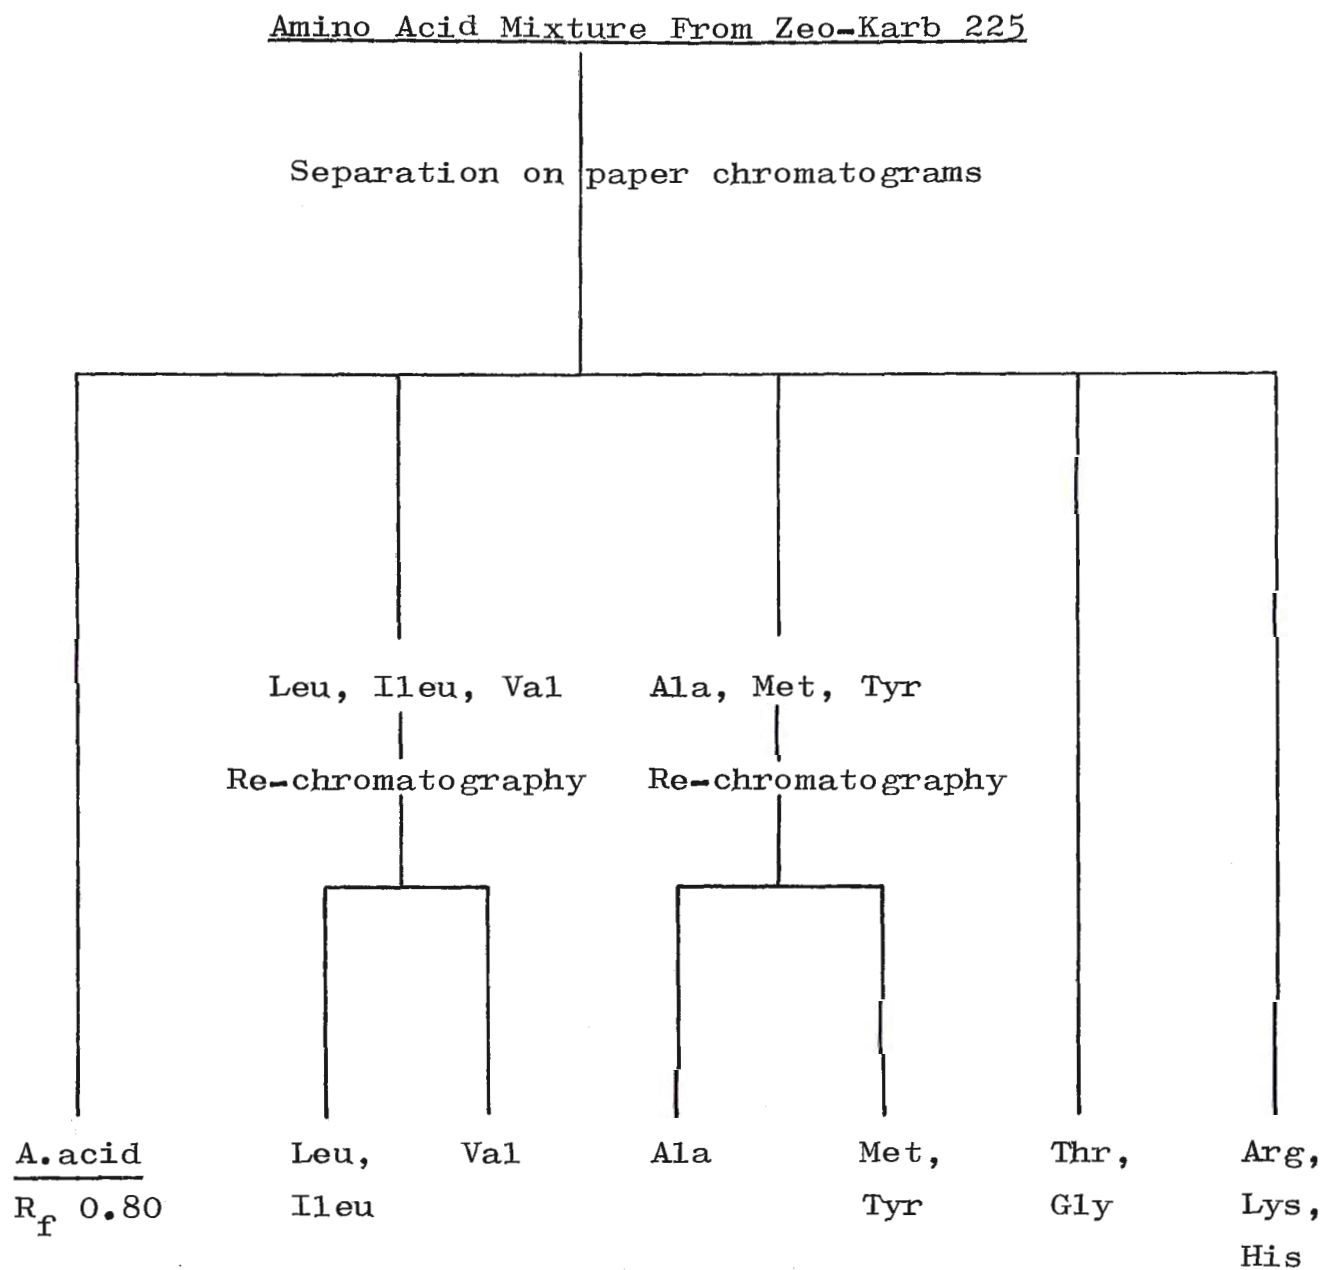 Amino Acid Mixture From Zeo-Karb 225
Separation on paper chromatograms
Leu, Ileu, Val
Ala, Met, Tyr
Re-chromatography
Re-chromatography
A.acid
Rf 0.80
Leu,
Ileu
Val
Ala
Met,
Tyr
Thr,
Gly
Arg,
Lys,
His